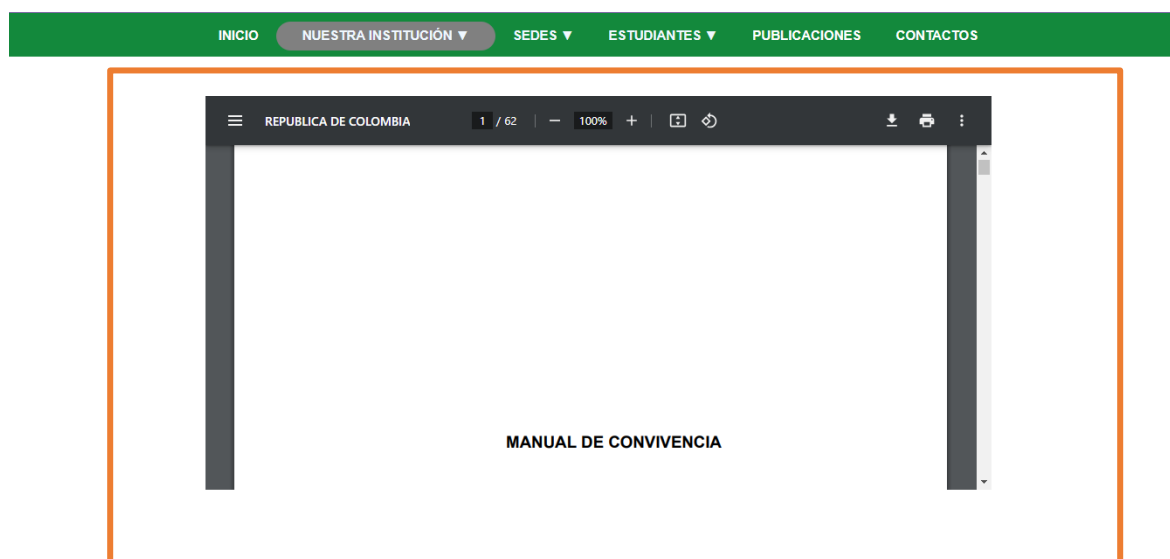 INICIO NUESTRA INSTITUCIÓN ▼ SEDES ▼ ESTUDIANTES ▼ PUBLICACIONES CONTACTOS
REPUBLICA DE COLOMBIA 1 / 62 | — 100% + |
MANUAL DE CONVIVENCIA